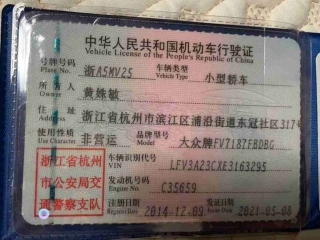 中华人民共和国机动车行驶证
Vehicle License of the People's Republic of China
号牌号码 Plate No. 浙A5MV25 车辆类型 Vehicle Type 小型轿车
所有人 Owner 黄姝敏
住址 Address 浙江省杭州市滨江区浦沿街道东冠社区317号
使用性质 Use Character 非营运 品牌型号 Model 大众牌FV7187FBDBG
浙江省杭州市公安局交通警察支队
车辆识别代号 VIN LFV3A23CXE3163295
发动机号码 Engine No. C35659
注册日期 Register Date 2014-12-09 发证日期 Issue Date 2021-05-08